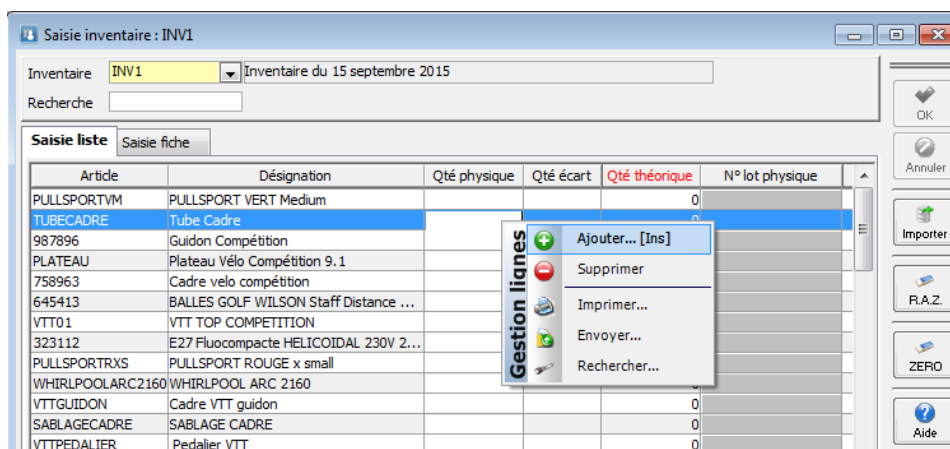 Saisie inventaire : INV1
Inventaire INV1 Inventaire du 15 septembre 2015
Recherche
OK
Annuler
Importer
R.A.Z.
ZERO
Aide
Saisie liste Saisie fiche
Article Désignation Qté physique Qté écart Qté théorique N° lot physique
PULLSPORTVM PULLSPORT VERT Medium 0
TUBECADRE Tube Cadre 0
987896 Guidon Compétition
PLATEAU Plateau Vélo Compétition 9.1
758963 Cadre velo compétition
645413 BALLES GOLF WILSON Staff Distance ...
VTT01 VTT TOP COMPETITION
323112 E27 Fluocompacte HELICOIDAL 230V 2...
PULLSPORTRXS PULLSPORT ROUGE x small
WHIRLPOOLARC2160 WHIRLPOOL ARC 2160
VTTGUIDON Cadre VTT guidon 0
SABLAGECADRE SABLAGE CADRE 0
VTTPEDALIER Pedalier VTT 0
Gestion lignes
Ajouter... [Ins]
Supprimer
Imprimer...
Envoyer...
Rechercher...